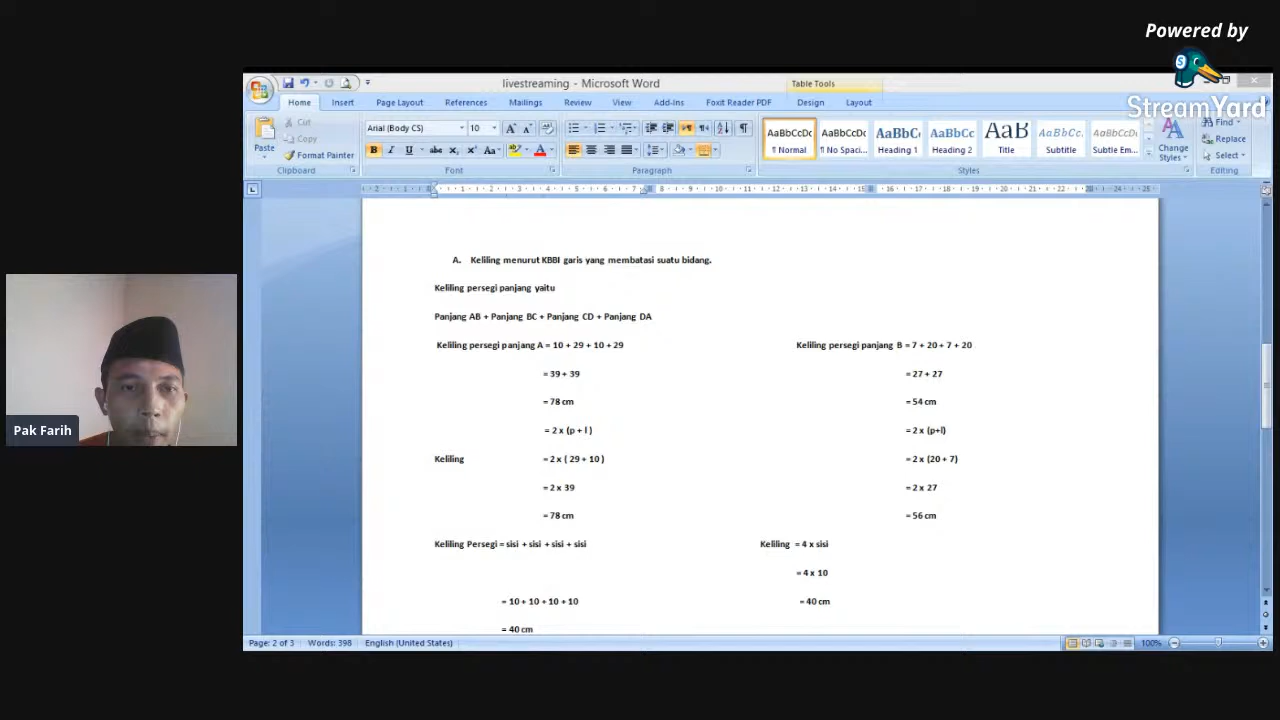 Powered by
StreamYard
livestreaming - Microsoft Word
Table Tools
Home Insert Page Layout References Mailings Review View Add-Ins Foxit Reader PDF Design Layout
Cut
Copy
Format Painter
Paste
Clipboard
Arial (Body CS) 10
Font
Paragraph
AaBbCcDc AaBbCcDc AaBbC AaBbCc AaB AaBbCc. AaBbCcDc
¶ Normal ¶ No Spaci... Heading 1 Heading 2 Title Subtitle Subtle Em...
Change Styles
Styles
Find
Replace
Select
Editing
A. Keliling menurut KBBI garis yang membatasi suatu bidang.
Keliling persegi panjang yaitu
Panjang AB + Panjang BC + Panjang CD + Panjang DA
Keliling persegi panjang A = 10 + 29 + 10 + 29 Keliling persegi panjang B = 7 + 20 + 7 + 20
= 39 + 39 = 27 + 27
= 78 cm = 54 cm
= 2 x (p + l ) = 2 x (p+l)
Keliling = 2 x ( 29 + 10 ) = 2 x (20 + 7)
= 2 x 39 = 2 x 27
= 78 cm = 56 cm
Keliling Persegi = sisi + sisi + sisi + sisi Keliling = 4 x sisi
= 4 x 10
= 10 + 10 + 10 + 10 = 40 cm
= 40 cm
Pak Farih
Page: 2 of 3 Words: 398 English (United States) 100%